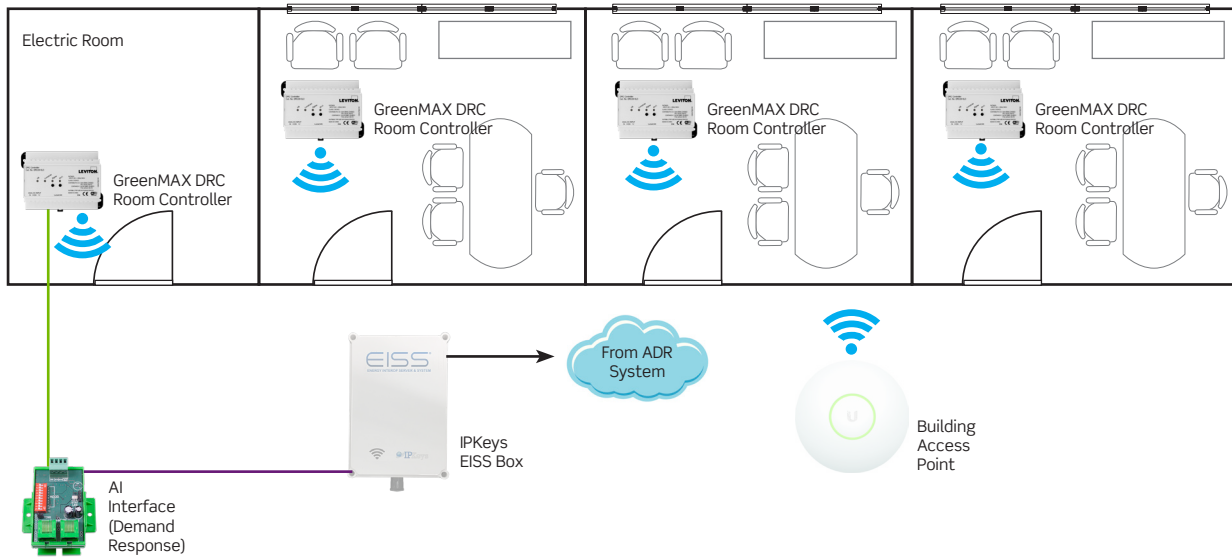 Electric Room
LEVITON
GreenMAX DRC
Room Controller
LEVITON
GreenMAX DRC
Room Controller
LEVITON
GreenMAX DRC
Room Controller
LEVITON
GreenMAX DRC
Room Controller
EISS
From ADR
System
IPKeys
EISS Box
U
Building
Access
Point
AI
Interface
(Demand
Response)